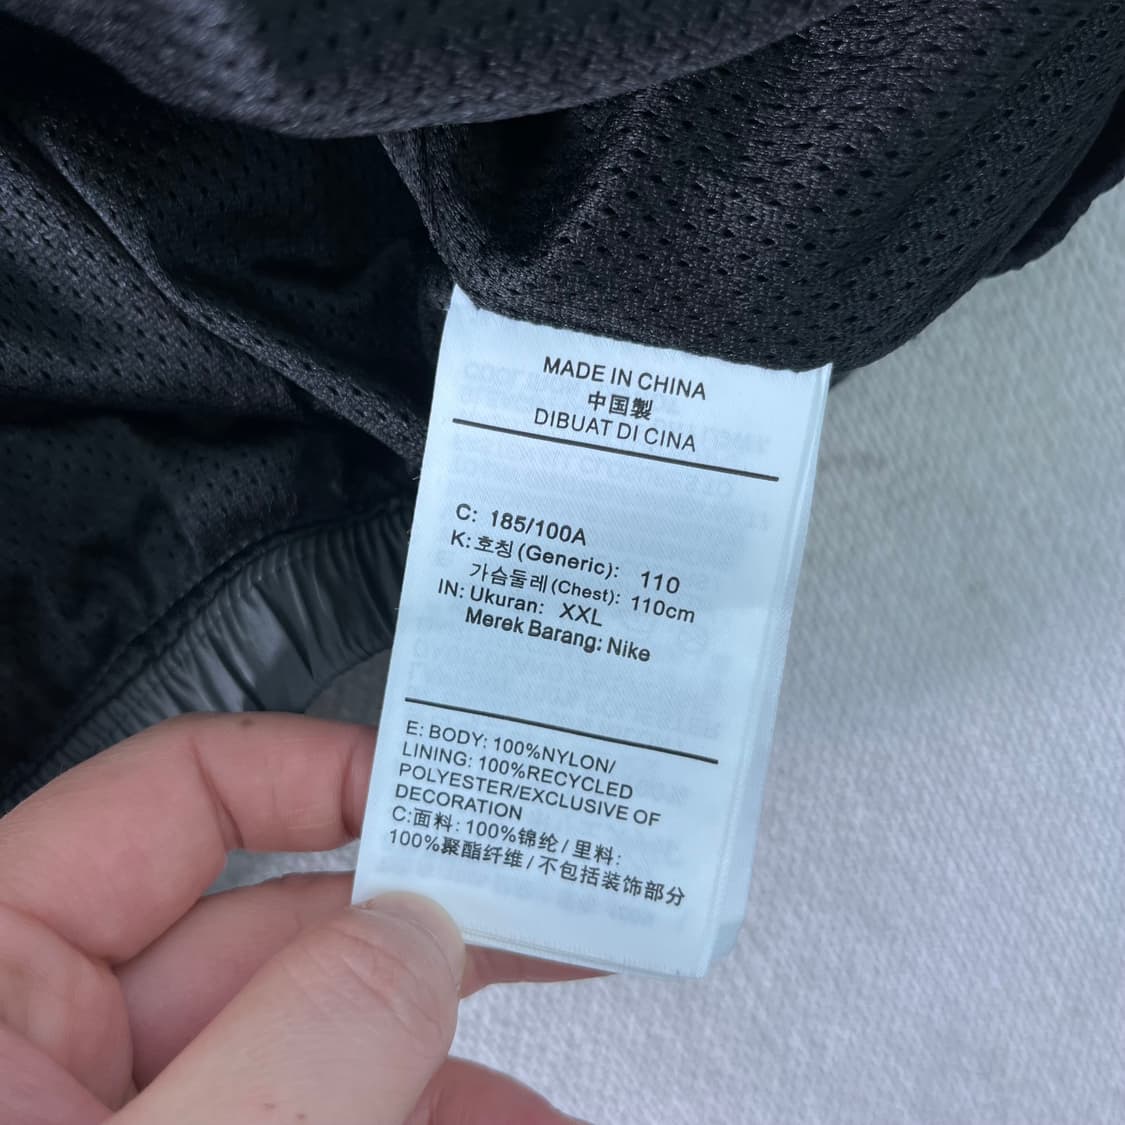 MADE IN CHINA
中国製
DIBUAT DI CINA
C: 185/100A
K: 호칭 (Generic): 110
가슴둘레 (Chest): 110cm
IN: Ukuran: XXL
Merek Barang: Nike
E: BODY: 100%NYLON/
LINING: 100%RECYCLED
POLYESTER/EXCLUSIVE OF
DECORATION
C:面料: 100%锦纶 / 里料:
100%聚酯纤维 / 不包括装饰部分